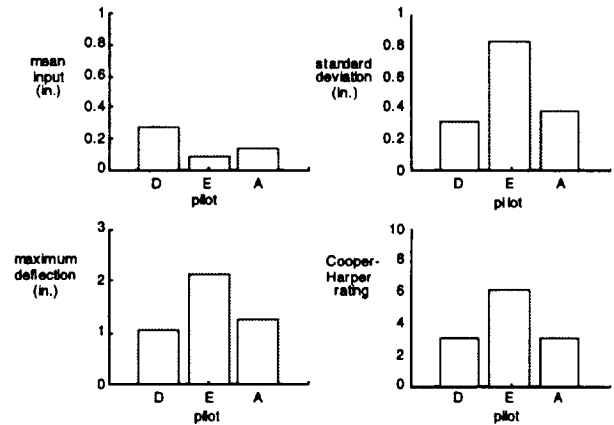 mean
input
(in.)
1
0.8
0.6
0.4
0.2
0
D E A
pilot
standard
deviation
(in.)
1
0.8
0.6
0.4
0.2
0
D E A
pilot
maximum
deflection
(in.)
3
2
1
0
D E A
pilot
Cooper-
Harper
rating
10
8
6
4
2
0
D E A
pilot